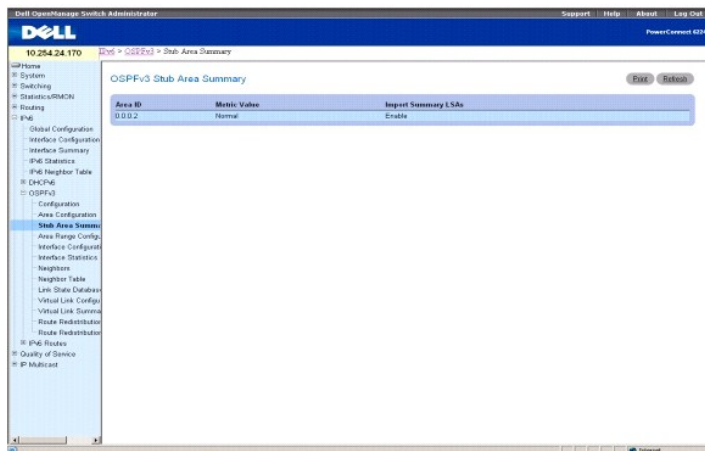 Dell OpenManage Switch Administrator
Support Help About Log Out
DELL
PowerConnect 6224
10.254.24.170
IPv6 > OSPFv3 > Stub Area Summary
Home
System
Switching
Statistics/RMON
Routing
IPv6
Global Configuration
Interface Configuration
Interface Summary
IPv6 Statistics
IPv6 Neighbor Table
DHCPv6
OSPFv3
Configuration
Area Configuration
Stub Area Summa
Area Range Configu
Interface Configurati
Interface Statistics
Neighbors
Neighbor Table
Link State Databas
Virtual Link Configu
Virtual Link Summa
Route Redistribution
Route Redistribution
IPv6 Routes
Quality of Service
IP Multicast
OSPFv3 Stub Area Summary
Print Refresh
Area ID Metric Value Import Summary LSAs
0.0.0.2 Normal Enable
Internet